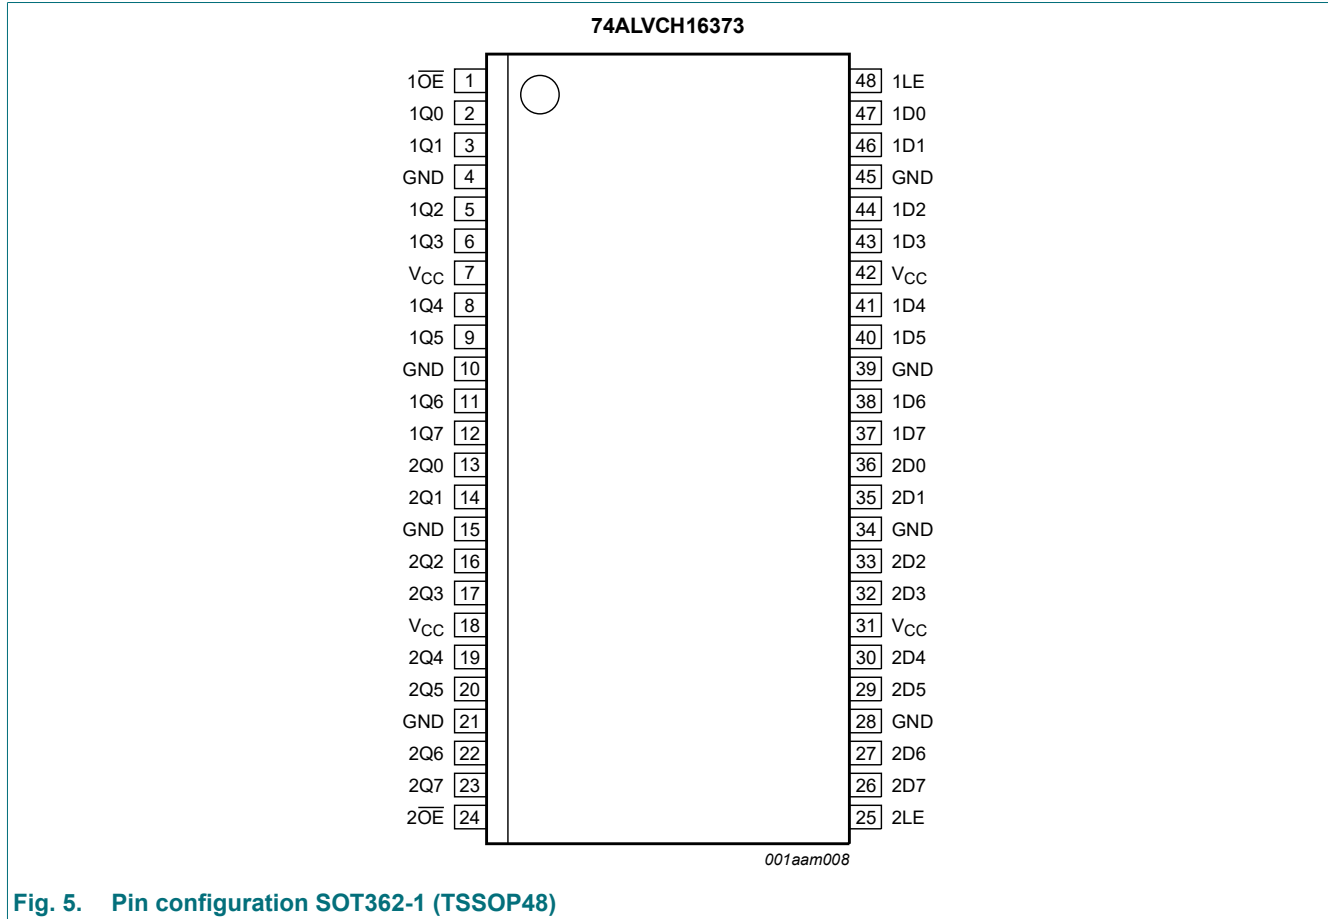 74ALVCH16373
1O̅E̅ 1 48 1LE
1Q0 2 47 1D0
1Q1 3 46 1D1
GND 4 45 GND
1Q2 5 44 1D2
1Q3 6 43 1D3
VCC 7 42 VCC
1Q4 8 41 1D4
1Q5 9 40 1D5
GND 10 39 GND
1Q6 11 38 1D6
1Q7 12 37 1D7
2Q0 13 36 2D0
2Q1 14 35 2D1
GND 15 34 GND
2Q2 16 33 2D2
2Q3 17 32 2D3
VCC 18 31 VCC
2Q4 19 30 2D4
2Q5 20 29 2D5
GND 21 28 GND
2Q6 22 27 2D6
2Q7 23 26 2D7
2O̅E̅ 24 25 2LE
001aam008
Fig. 5. Pin configuration SOT362-1 (TSSOP48)